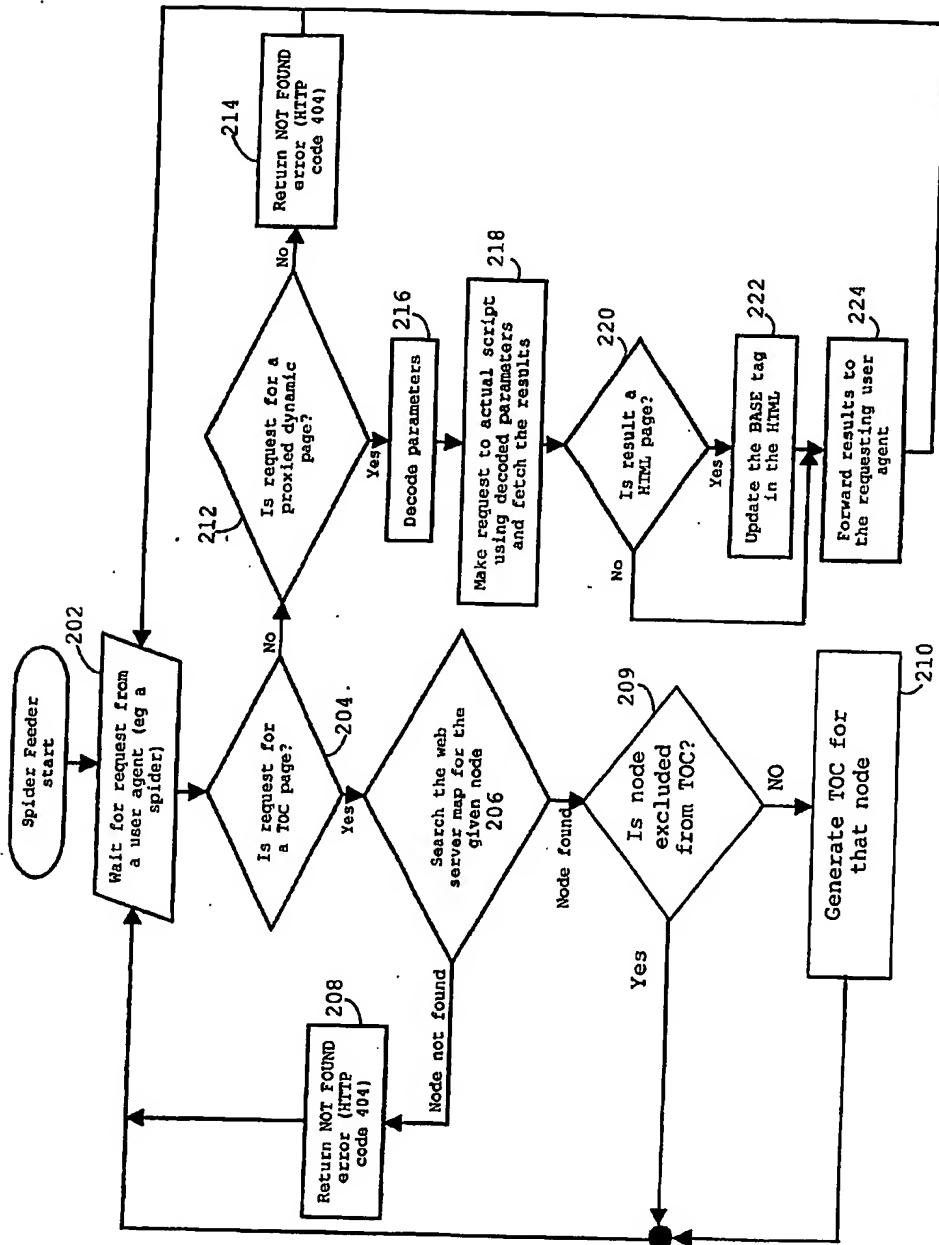 Spider Feeder
start
202
Wait for request from
a user agent (eg a
spider)
Is request for
a TOC page?
204.
No
Yes
Search the web
server map for the
given node
206
Node not found
208
Return NOT FOUND
error (HTTP
code 404)
Node found
209
Is node
excluded
from TOC?
Yes
NO
210
Generate TOC for
that node
212
Is request for a
proxied dynamic
page?
No
214
Return NOT FOUND
error (HTTP
code 404)
Yes
216
Decode parameters
218
Make request to actual script
using decoded parameters
and fetch the results
220
Is result a
HTML page?
No
Yes
222
Update the BASE tag
in the HTML
224
Forward results to
the requesting user
agent